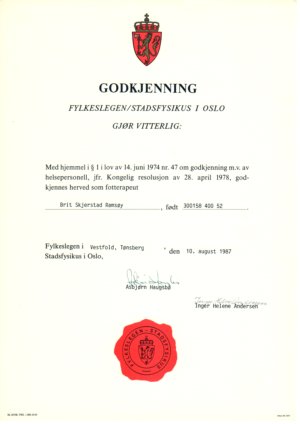 GODKJENNING
FYLKESLEGEN/STADSFYSIKUS I OSLO
GJØR VITTERLIG:
Med hjemmel i § 1 i lov av 14. juni 1974 nr. 47 om godkjenning m.v. av
helsepersonell, jfr. Kongelig resolusjon av 28. april 1978, god-
kjennes herved som fotterapeut
Brit Skjerstad Ramsøy, født 300158 400 52
Fylkeslegen i Vestfold, Tønsberg den 10. august 1987
Stadsfysikus i Oslo,
Asbjørn Haugsbø
Inger Helene Andersen
FYLKESLEGEN - STADSFYSIKUS